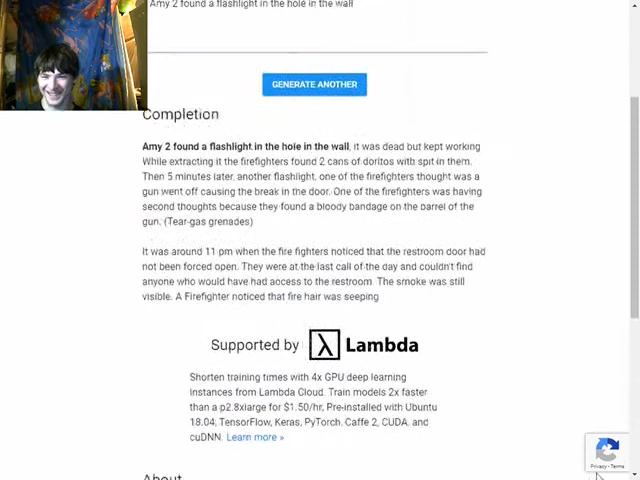 Amy 2 found a flashlight in the hole in the wall
GENERATE ANOTHER
Completion
Amy 2 found a flashlight in the hole in the wall, it was dead but kept working
While extracting it the firefighters found 2 cans of doritos with spit in them.
Then 5 minutes later, another flashlight, one of the firefighters thought was a
gun went off causing the break in the door. One of the firefighters was having
second thoughts because they found a bloody bandage on the barrel of the
gun. (Tear-gas grenades)
It was around 11 pm when the fire fighters noticed that the restroom door had
not been forced open. They were at the last call of the day and couldn't find
anyone who would have had access to the restroom. The smoke was still
visible. A Firefighter noticed that fire hair was seeping
Supported by λ Lambda
Shorten training times with 4x GPU deep learning
instances from Lambda Cloud. Train models 2x faster
than a p2.8xlarge for $1.50/hr, Pre-installed with Ubuntu
18.04, TensorFlow, Keras, PyTorch. Caffe 2, CUDA, and
cuDNN. Learn more »
Privacy - Terms
About